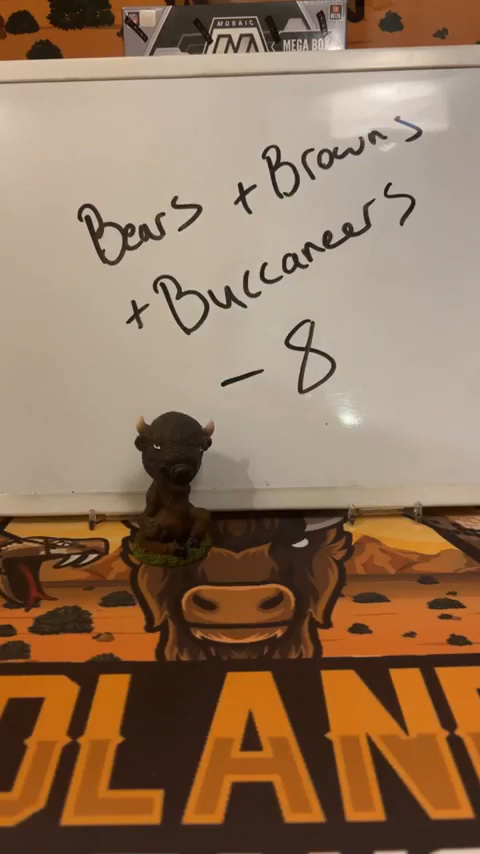 MOSAIC
MEGA BOX
Bears + Browns
+ Buccaneers
- 8
OLAN